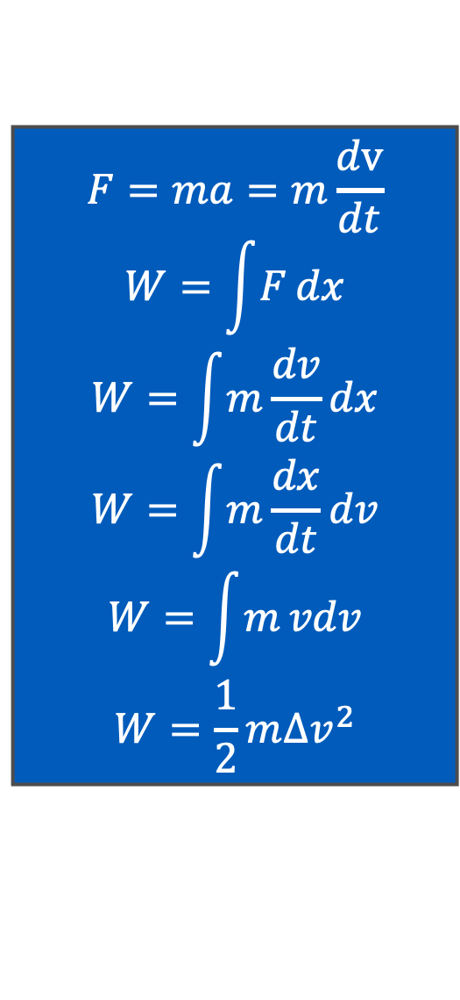 F = ma = m dv/dt
W = ∫ F dx
W = ∫ m dv/dt dx
W = ∫ m dx/dt dv
W = ∫ m vdv
W = 1/2 mΔv²